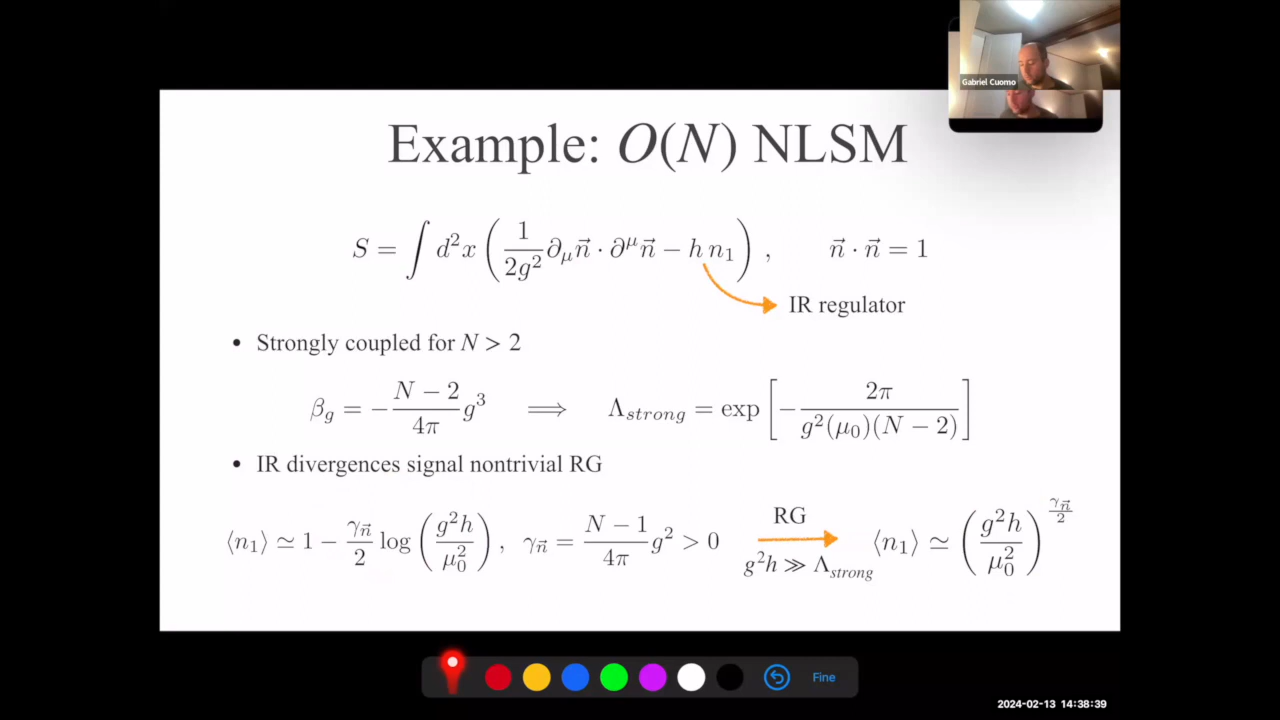 Gabriel Cuomo
Example: O(N) NLSM
S = ∫ d²x ( 1/(2g²) ∂_μ n⃗ · ∂^μ n⃗ − h n₁ ) , n⃗ · n⃗ = 1
IR regulator
• Strongly coupled for N > 2
β_g = − (N − 2)/(4π) g³ ⟹ Λ_strong = exp [ − 2π/(g²(μ₀)(N − 2)) ]
• IR divergences signal nontrivial RG
⟨n₁⟩ ≃ 1 − γ_n⃗/2 log ( g²h/μ₀² ) , γ_n⃗ = (N − 1)/(4π) g² > 0 RG g²h ≫ Λ_strong ⟨n₁⟩ ≃ ( g²h/μ₀² )^(γ_n⃗/2)
Fine
2024-02-13 14:38:39